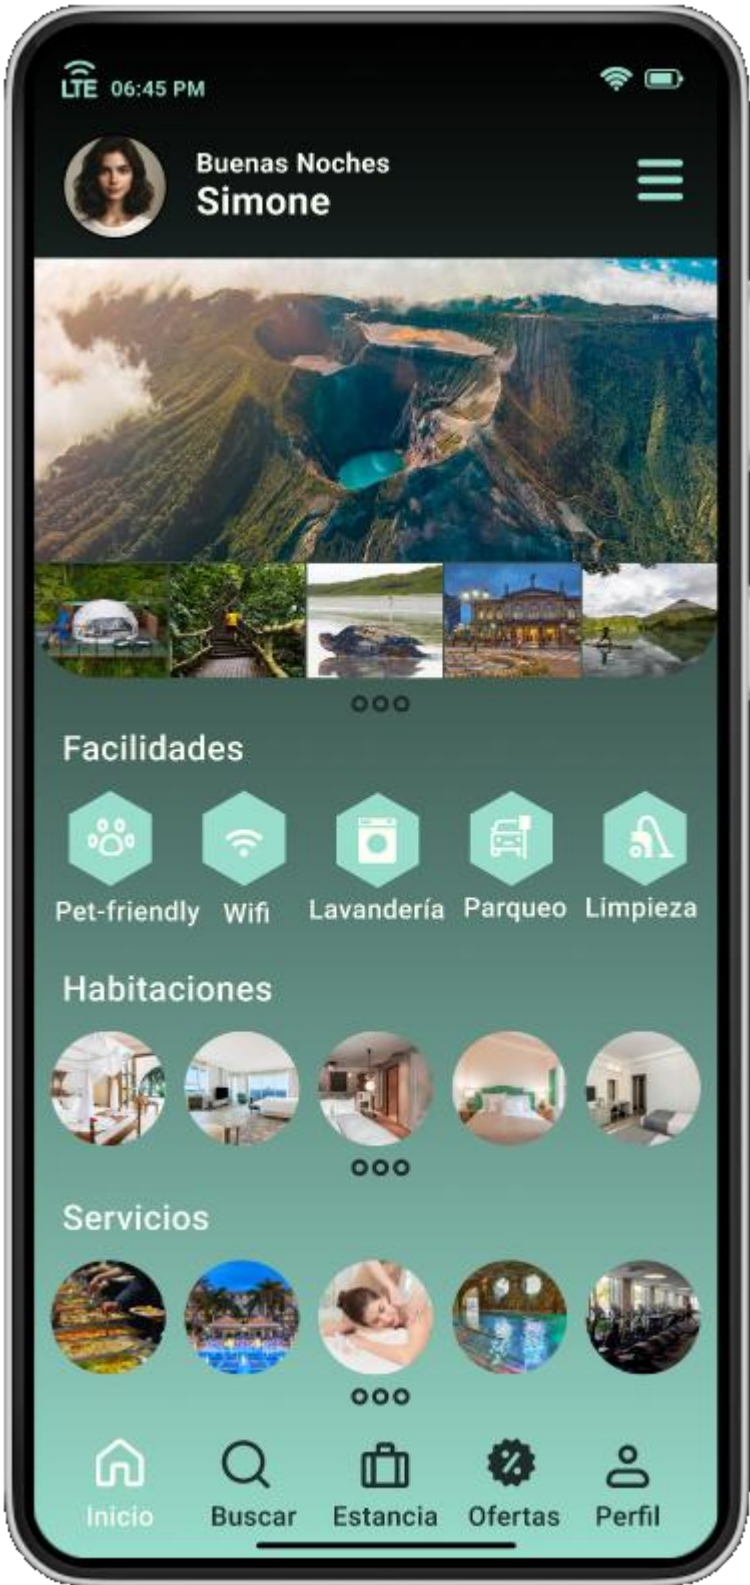 LTE 06:45 PM
Buenas Noches
Simone
Facilidades
Pet-friendly Wifi Lavandería Parqueo Limpieza
Habitaciones
Servicios
Inicio Buscar Estancia Ofertas Perfil